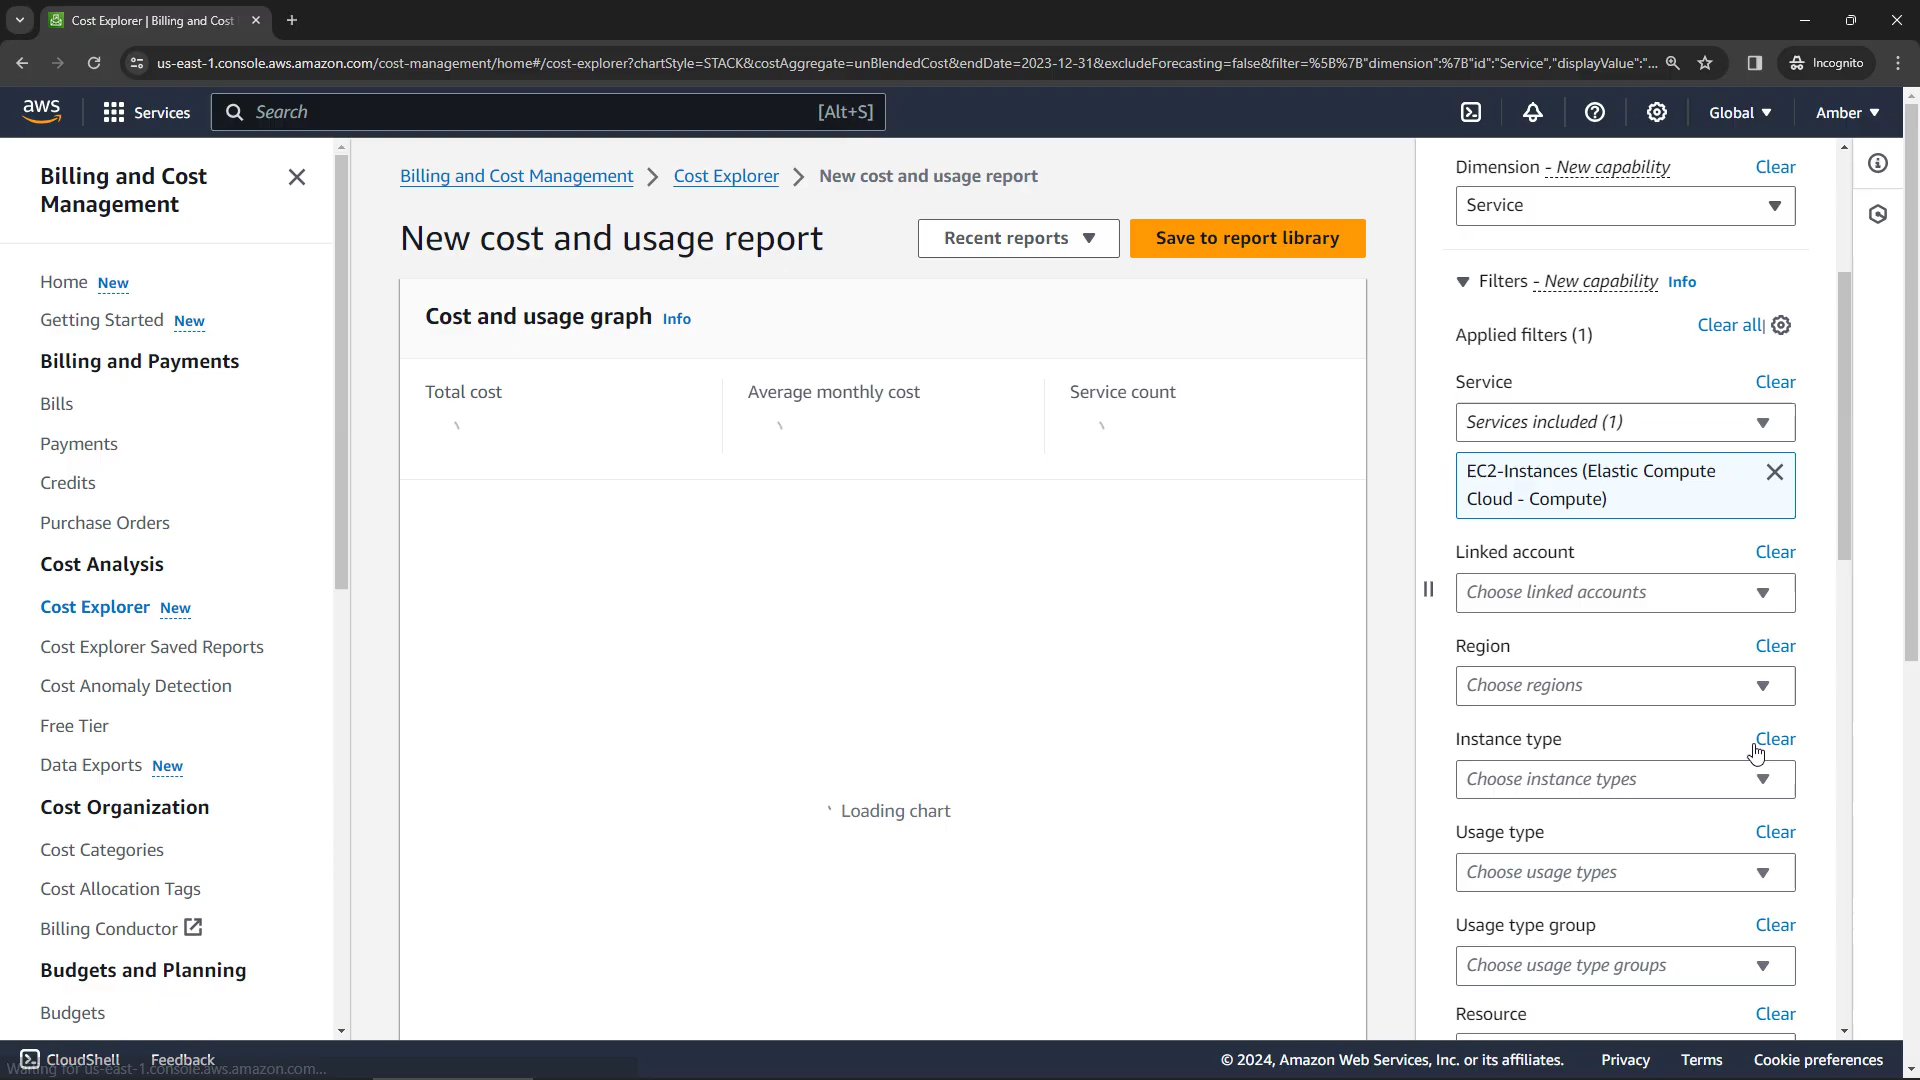 Cost Explorer | Billing and Cost
us-east-1.console.aws.amazon.com/cost-management/home#/cost-explorer?chartStyle=STACK&costAggregate=unBlendedCost&endDate=2023-12-31&excludeForecasting=false&filter=%5B%7B"dimension":%7B"id":"Service","displayValue":"...
Incognito
aws
Services
Search
[Alt+S]
Global
Amber
Billing and Cost
Management
Home New
Getting Started New
Billing and Payments
Bills
Payments
Credits
Purchase Orders
Cost Analysis
Cost Explorer New
Cost Explorer Saved Reports
Cost Anomaly Detection
Free Tier
Data Exports New
Cost Organization
Cost Categories
Cost Allocation Tags
Billing Conductor
Budgets and Planning
Budgets
Billing and Cost Management
Cost Explorer
New cost and usage report
New cost and usage report
Recent reports
Save to report library
Cost and usage graph Info
Total cost
Average monthly cost
Service count
Loading chart
Dimension - New capability
Clear
Service
Filters - New capability Info
Applied filters (1)
Clear all
Service
Clear
Services included (1)
EC2-Instances (Elastic Compute
Cloud - Compute)
Linked account
Clear
Choose linked accounts
Region
Clear
Choose regions
Instance type
Clear
Choose instance types
Usage type
Clear
Choose usage types
Usage type group
Clear
Choose usage type groups
Resource
Clear
CloudShell
Feedback
Waiting for us-east-1.console.aws.amazon.com...
© 2024, Amazon Web Services, Inc. or its affiliates.
Privacy
Terms
Cookie preferences